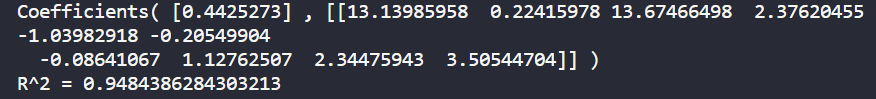 Coefficients( [0.4425273] , [[13.13985958  0.22415978 13.67466498  2.37620455
-1.03982918 -0.20549904
  -0.08641067  1.12762507  2.34475943  3.50544704]] )
R^2 = 0.9484386284303213